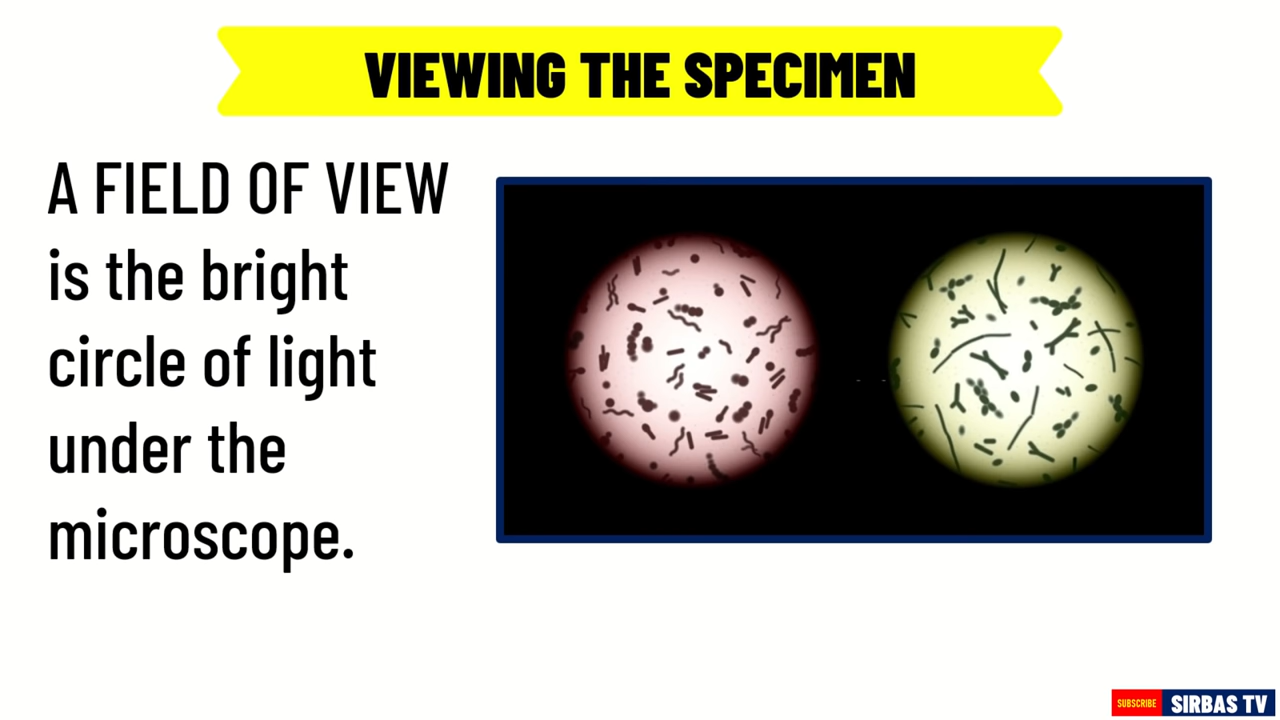 VIEWING THE SPECIMEN
A FIELD OF VIEW
is the bright
circle of light
under the
microscope.
SUBSCRIBE SIRBAS TV